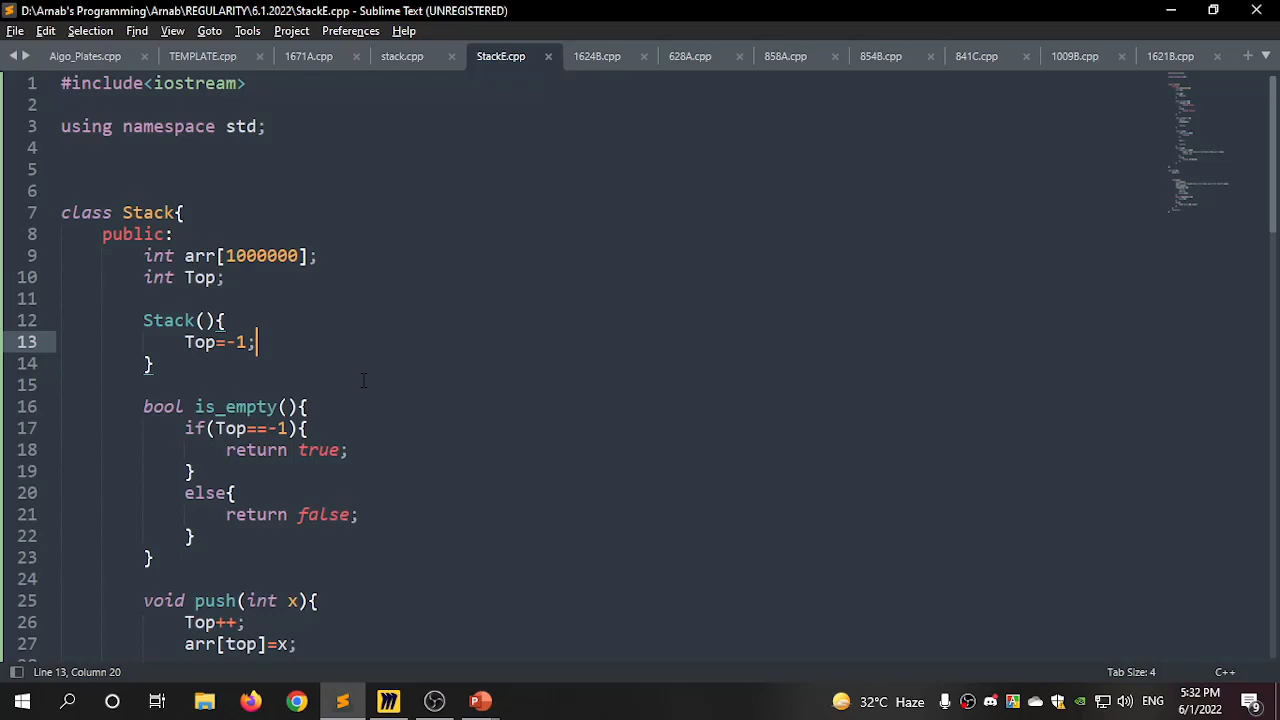 D:\Arnab's Programming\Arnab\REGULARITY\6.1.2022\StackE.cpp - Sublime Text (UNREGISTERED)
File Edit Selection Find View Goto Tools Project Preferences Help
Algo_Plates.cpp TEMPLATE.cpp 1671A.cpp stack.cpp StackE.cpp 1624B.cpp 628A.cpp 858A.cpp 854B.cpp 841C.cpp 1009B.cpp 1621B.cpp
1 #include<iostream>
2
3 using namespace std;
4
5
6
7 class Stack{
8 public:
9 int arr[1000000];
10 int Top;
11
12 Stack(){
13 Top=-1;
14 }
15
16 bool is_empty(){
17 if(Top==-1){
18 return true;
19 }
20 else{
21 return false;
22 }
23 }
24
25 void push(int x){
26 Top++;
27 arr[top]=x;
Line 13, Column 20 Tab Size: 4 C++
32°C Haze ENG 5:32 PM
6/1/2022